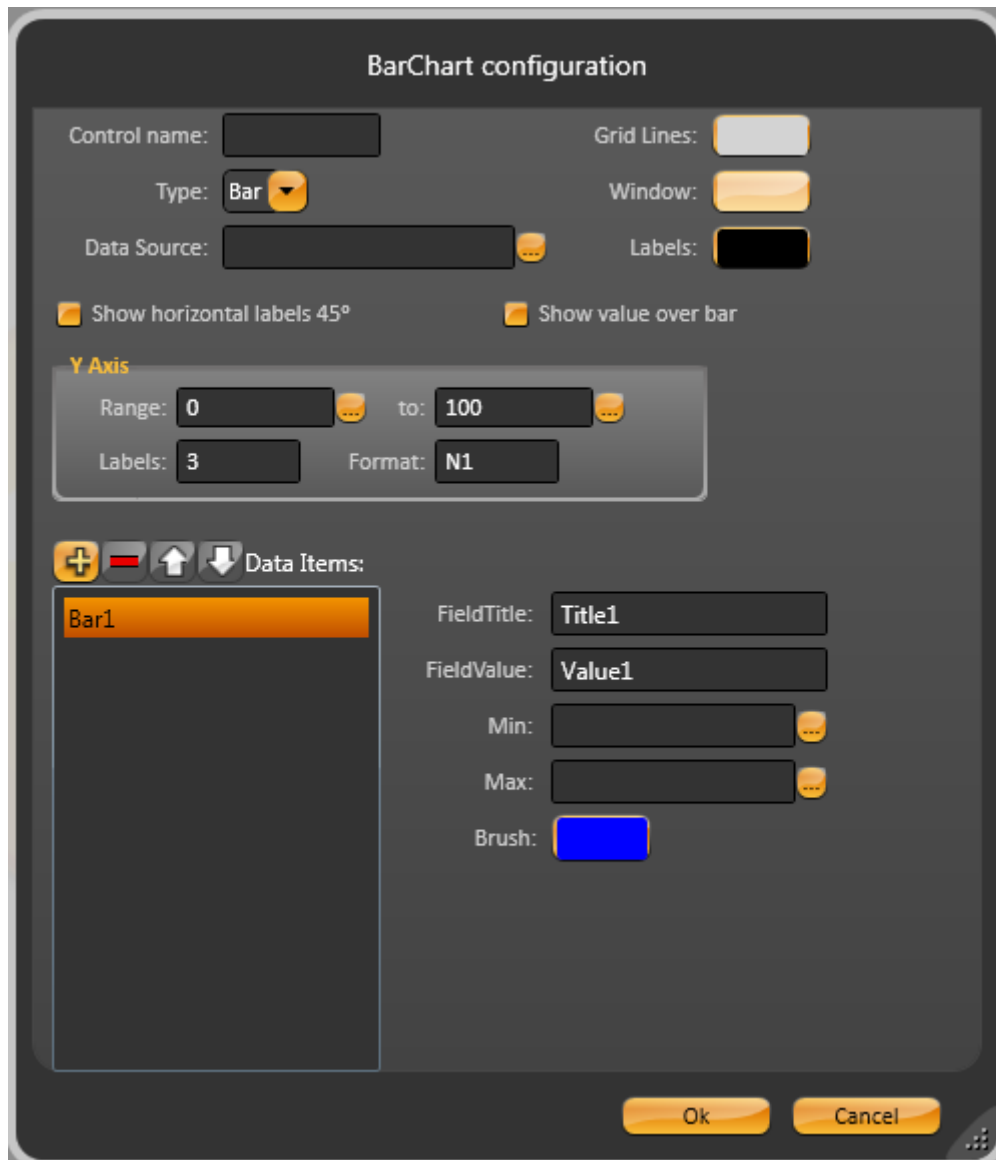 BarChart configuration
Control name:
Grid Lines:
Type: Bar
Window:
Data Source:
...
Labels:
Show horizontal labels 45º
Show value over bar
Y Axis
Range: 0 ... to: 100 ...
Labels: 3 Format: N1
Data Items:
Bar1
FieldTitle: Title1
FieldValue: Value1
Min: ...
Max: ...
Brush:
Ok
Cancel